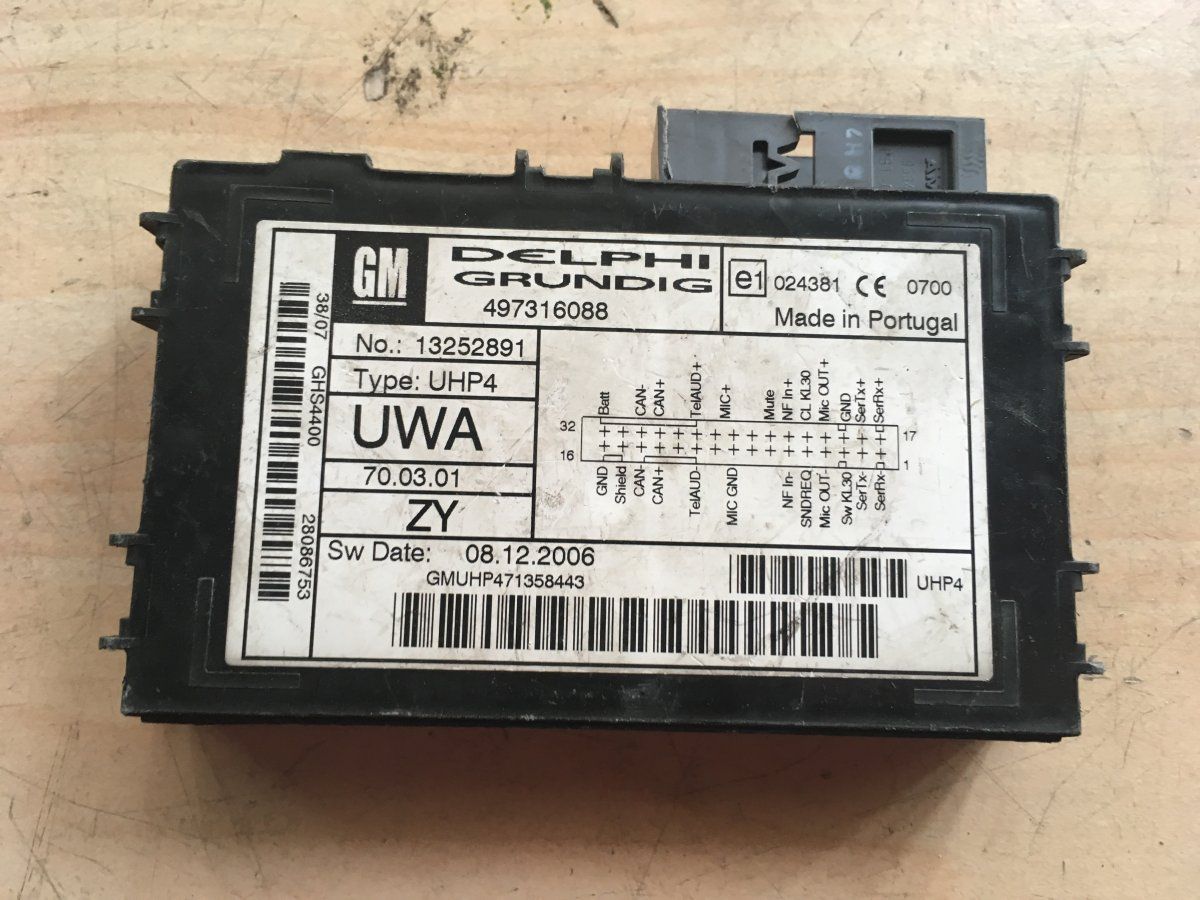 GM
DELPHI
GRUNDIG
497316088
e1 024381 CE 0700
Made in Portugal
No.: 13252891
Type: UHP4
UWA
70.03.01
ZY
Batt CAN- CAN+ TelAUD+ MIC+ Mute NF In+ CL KL30 Mic OUT+ GND SerTx+ SerRx+
32 17
16 1
GND Shield CAN- CAN+ TelAUD- MIC GND NF In- SNDREQ Mic OUT- Sw KL30 SerTx- SerRx-
Sw Date: 08.12.2006
GMUHP471358443
UHP4
38/07 GHS4400 28086753